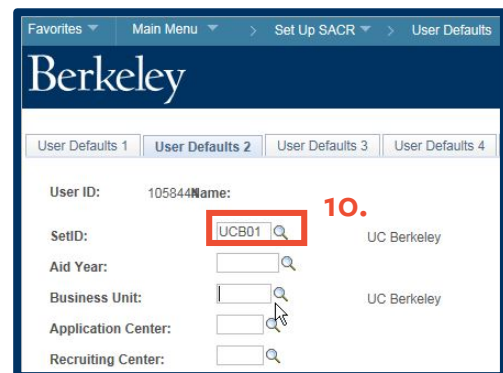 Favorites Main Menu > Set Up SACR > User Defaults
Berkeley
User Defaults 1 User Defaults 2 User Defaults 3 User Defaults 4
User ID: 105844 Name:
10.
SetID: UCB01 UC Berkeley
Aid Year:
Business Unit: UC Berkeley
Application Center:
Recruiting Center: